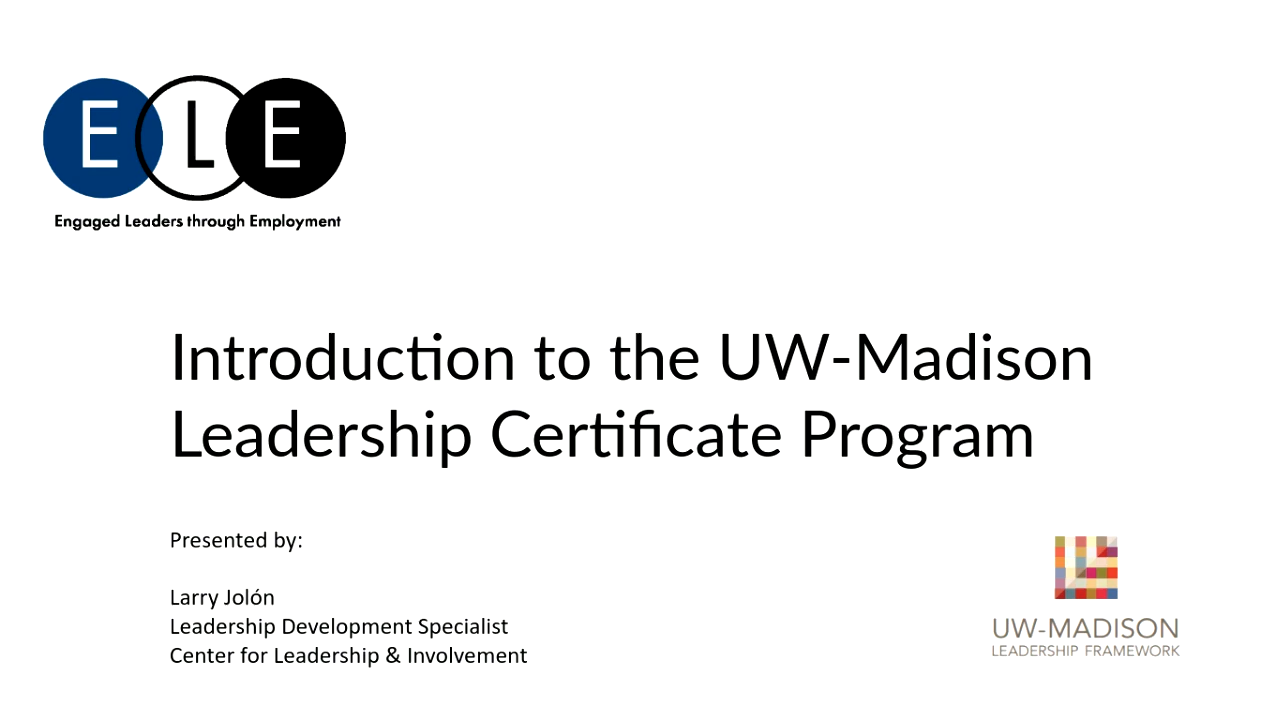 E L E
Engaged Leaders through Employment
Introduction to the UW-Madison
Leadership Certificate Program
Presented by:
Larry Jolón
Leadership Development Specialist
Center for Leadership & Involvement
UW-MADISON
LEADERSHIP FRAMEWORK